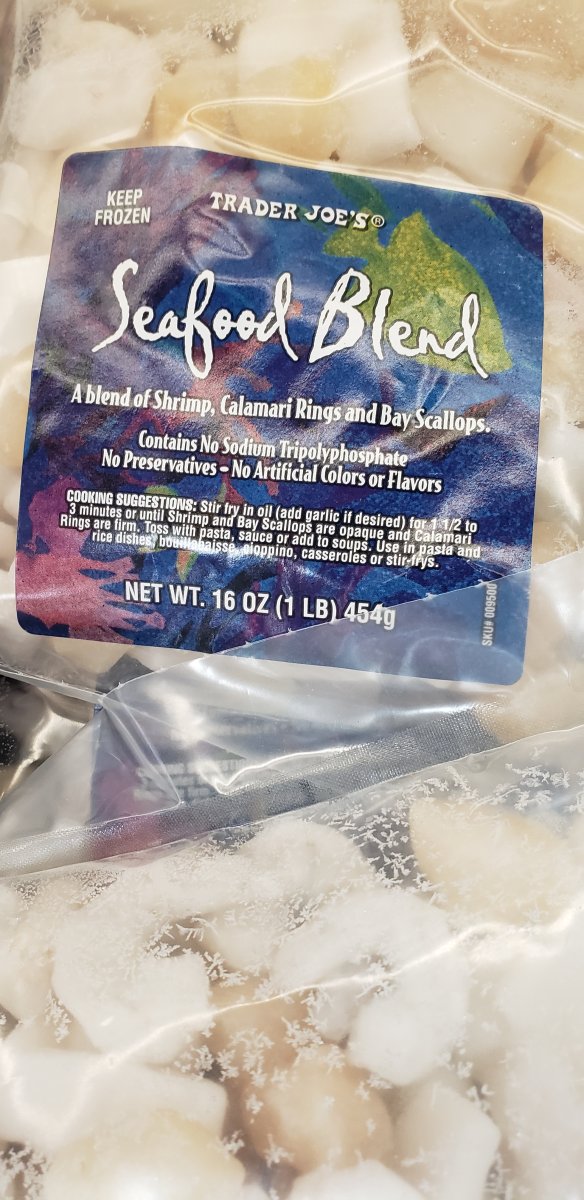 KEEP
FROZEN
TRADER JOE'S®
Seafood Blend
A blend of Shrimp, Calamari Rings and Bay Scallops.
Contains No Sodium Tripolyphosphate
No Preservatives - No Artificial Colors or Flavors
COOKING SUGGESTIONS: Stir fry in oil (add garlic if desired) for 1 1/2 to
3 minutes or until Shrimp and Bay Scallops are opaque and Calamari
Rings are firm. Toss with pasta, sauce or add to soups. Use in pasta and
rice dishes, bouillabaisse, cioppino, casseroles or stir-frys.
NET WT. 16 OZ (1 LB) 454g
SKU# 009500